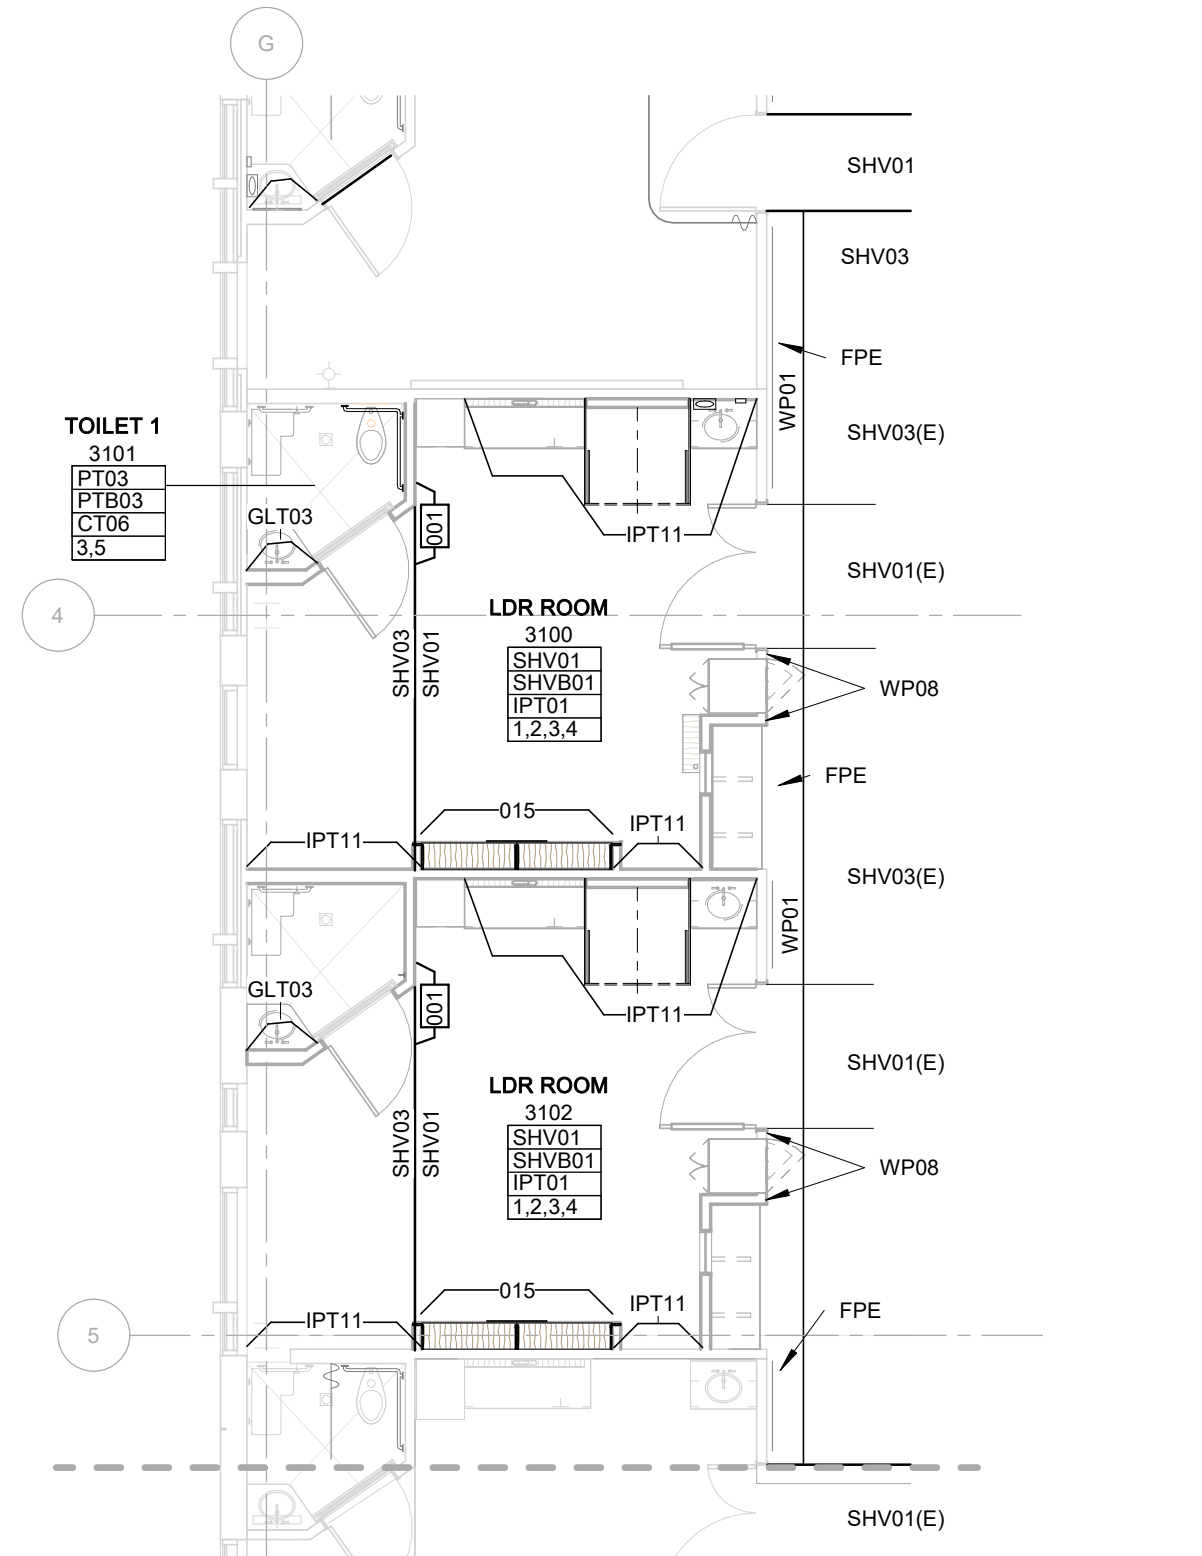 G
SHV01
SHV03
FPE
WP01
TOILET 1
3101
PT03
PTB03
CT06
3,5
SHV03(E)
GLT03
001
IPT11
SHV01(E)
4
LDR ROOM
3100
SHV01
SHVB01
IPT01
1,2,3,4
SHV03
SHV01
WP08
FPE
015
IPT11
IPT11
SHV03(E)
WP01
GLT03
001
IPT11
SHV01(E)
LDR ROOM
3102
SHV01
SHVB01
IPT01
1,2,3,4
SHV03
SHV01
WP08
015
IPT11
IPT11
FPE
5
SHV01(E)